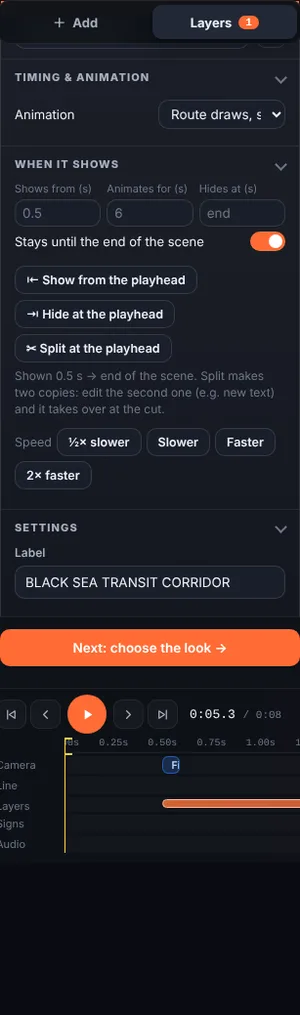 + Add
Layers 1
TIMING & ANIMATION
Animation
Route draws, s
WHEN IT SHOWS
Shows from (s) Animates for (s) Hides at (s)
0.5 6 end
Stays until the end of the scene
⇤ Show from the playhead
⇥ Hide at the playhead
✂ Split at the playhead
Shown 0.5 s → end of the scene. Split makes
two copies: edit the second one (e.g. new text)
and it takes over at the cut.
Speed ½× slower Slower Faster
2× faster
SETTINGS
Label
BLACK SEA TRANSIT CORRIDOR
Next: choose the look →
0:05.3 / 0:08
0.25s 0.50s 0.75s 1.00s
Camera
Line
Layers
Signs
Audio